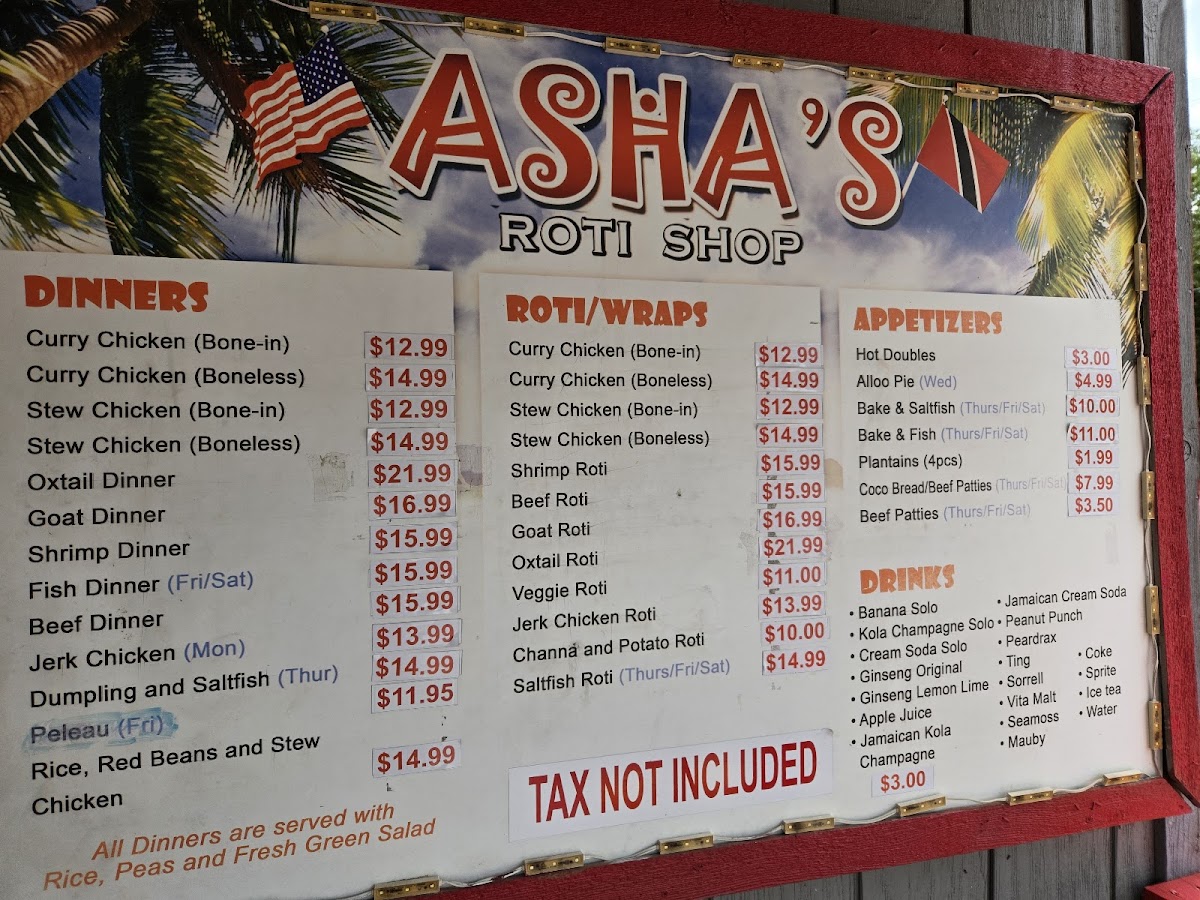 ASHA'S
ROTI SHOP
DINNERS
Curry Chicken (Bone-in) $12.99
Curry Chicken (Boneless) $14.99
Stew Chicken (Bone-in) $12.99
Stew Chicken (Boneless) $14.99
Oxtail Dinner $21.99
Goat Dinner $16.99
Shrimp Dinner $15.99
Fish Dinner (Fri/Sat) $15.99
Beef Dinner $15.99
Jerk Chicken (Mon) $13.99
Dumpling and Saltfish (Thur) $14.99
Peleau (Fri) $11.95
Rice, Red Beans and Stew $14.99
Chicken
All Dinners are served with
Rice, Peas and Fresh Green Salad
ROTI/WRAPS
Curry Chicken (Bone-in) $12.99
Curry Chicken (Boneless) $14.99
Stew Chicken (Bone-in) $12.99
Stew Chicken (Boneless) $14.99
Shrimp Roti $15.99
Beef Roti $15.99
Goat Roti $16.99
Oxtail Roti $21.99
Veggie Roti $11.00
Jerk Chicken Roti $13.99
Channa and Potato Roti $10.00
Saltfish Roti (Thurs/Fri/Sat) $14.99
TAX NOT INCLUDED
APPETIZERS
Hot Doubles $3.00
Alloo Pie (Wed) $4.99
Bake & Saltfish (Thurs/Fri/Sat) $10.00
Bake & Fish (Thurs/Fri/Sat) $11.00
Plantains (4pcs) $1.99
Coco Bread/Beef Patties (Thurs/Fri/Sat) $7.99
Beef Patties (Thurs/Fri/Sat) $3.50
DRINKS
• Banana Solo
• Kola Champagne Solo
• Cream Soda Solo
• Ginseng Original
• Ginseng Lemon Lime
• Apple Juice
• Jamaican Kola
Champagne
$3.00
• Jamaican Cream Soda
• Peanut Punch
• Peardrax
• Ting
• Sorrell
• Vita Malt
• Seamoss
• Mauby
• Coke
• Sprite
• Ice tea
• Water